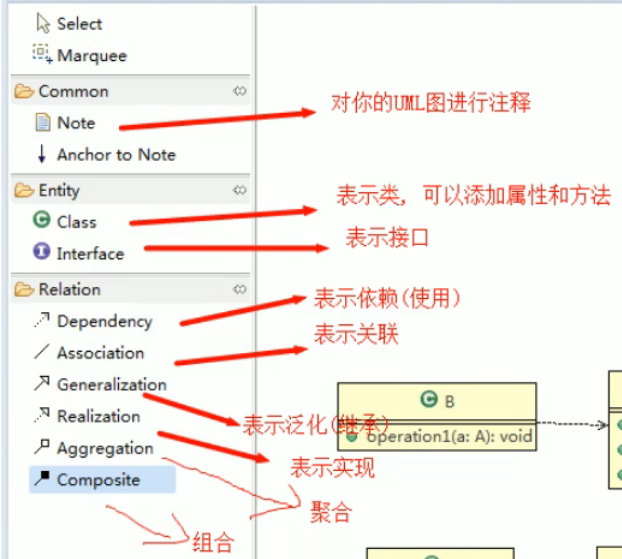 Select
Marquee
Common
Note
对你的UML图进行注释
Anchor to Note
Entity
Class
表示类, 可以添加属性和方法
Interface
表示接口
Relation
Dependency
表示依赖(使用)
Association
表示关联
Generalization
表示泛化(继承)
Realization
表示实现
Aggregation
聚合
Composite
组合
B
operation1(a: A): void